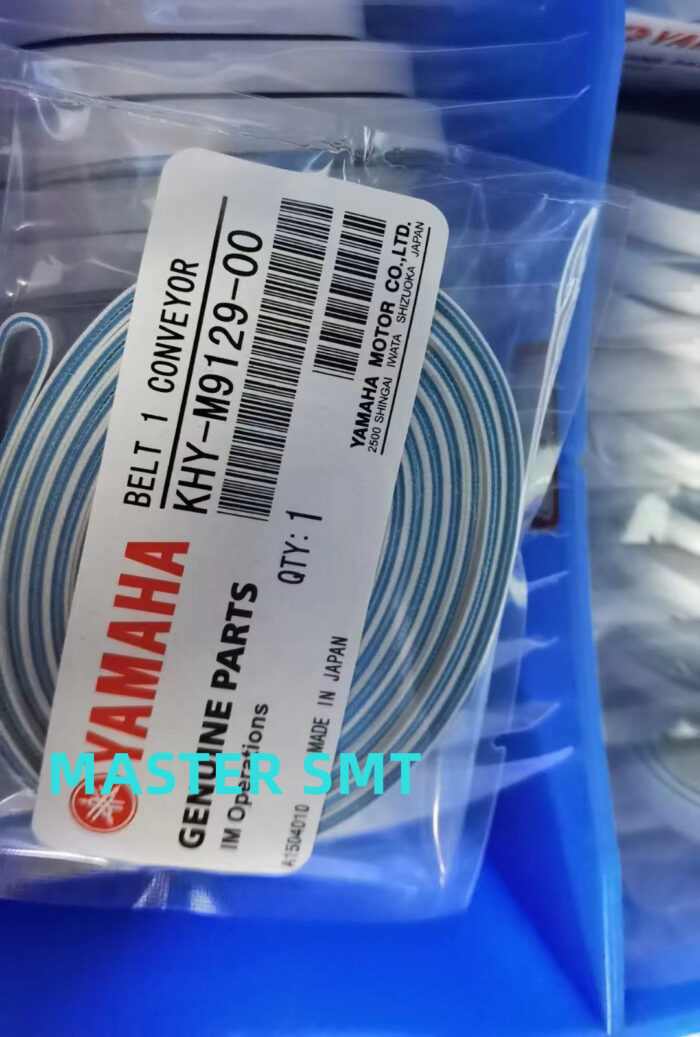 BELT 1 CONVEYOR
KHY-M9129-00
YAMAHA MOTOR CO.,LTD.
2500 SHINGAI IWATA SHIZUOKA JAPAN
QTY: 1
YAMAHA
GENUINE PARTS
IM Operations
A1504010 MADE IN JAPAN
MASTER SMT